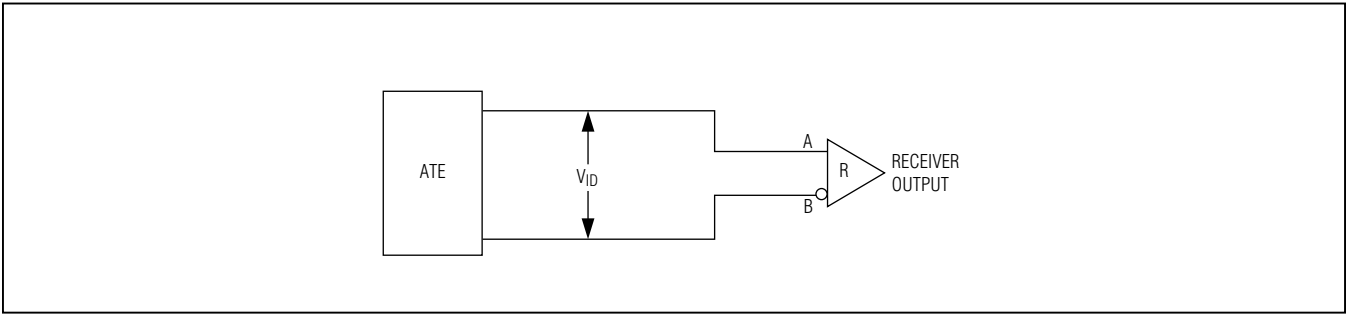 ATE
VID
A
B
R
RECEIVER
OUTPUT